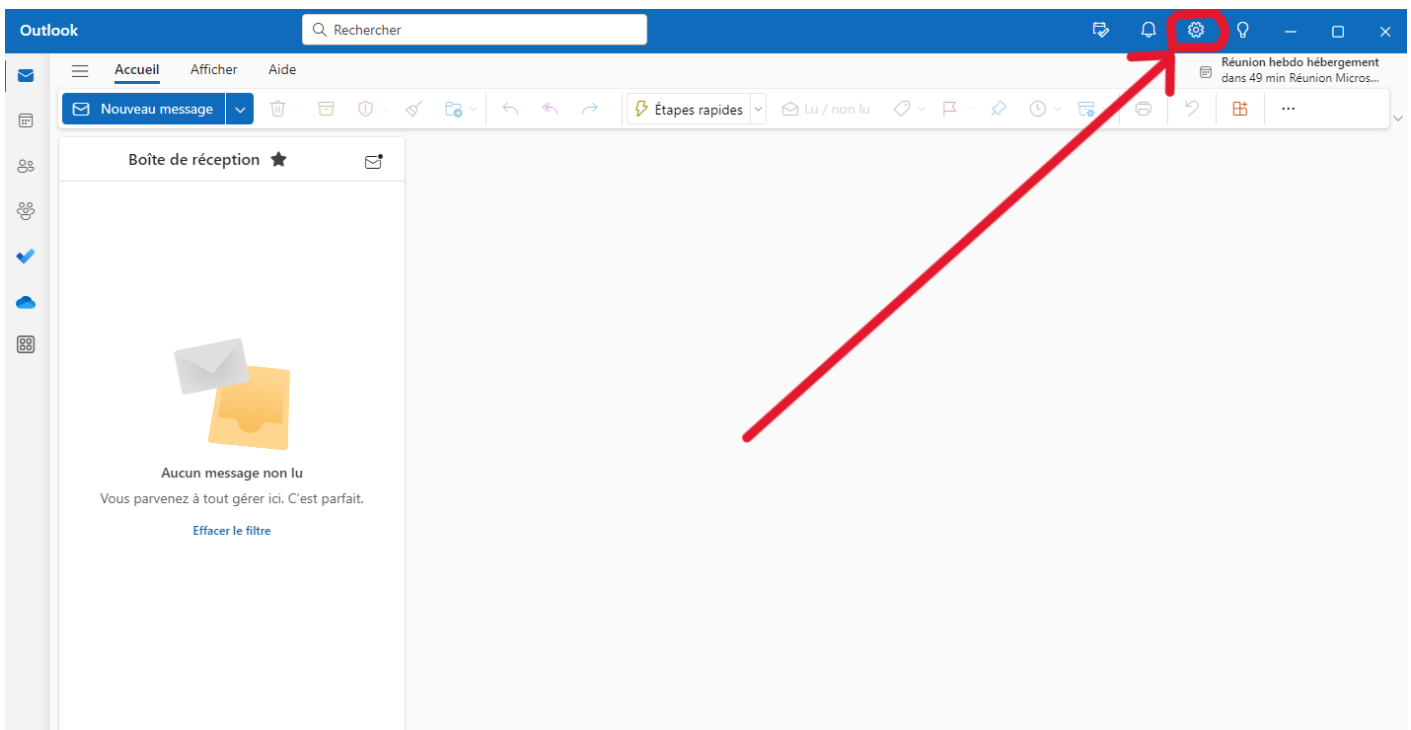 Outlook
Rechercher
Accueil Afficher Aide
Réunion hebdo hébergement
dans 49 min Réunion Micros...
Nouveau message
Étapes rapides
Lu / non lu
Boîte de réception
Aucun message non lu
Vous parvenez à tout gérer ici. C'est parfait.
Effacer le filtre